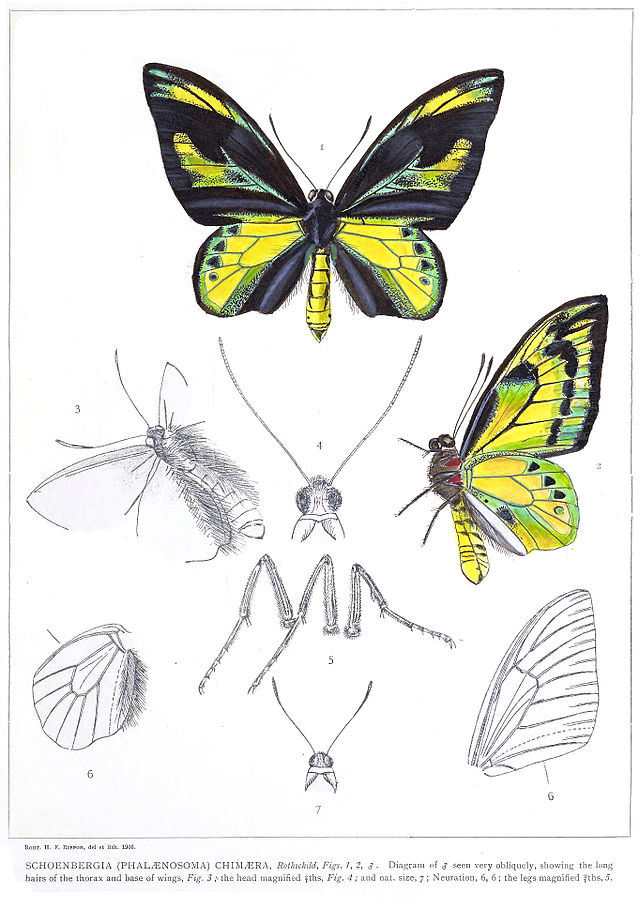 1
2
3
4
5
6
6
7
ROBT. H. F. RIPPON, del et lith. 1906.
SCHOENBERGIA (PHALÆNOSOMA) CHIMÆRA, Rothschild, Figs. 1, 2, ♂. Diagram of ♂ seen very obliquely, showing the long
hairs of the thorax and base of wings, Fig. 3; the head magnified ths, Fig. 4; and nat. size, 7; Neuration, 6, 6; the legs magnified ths, 5.